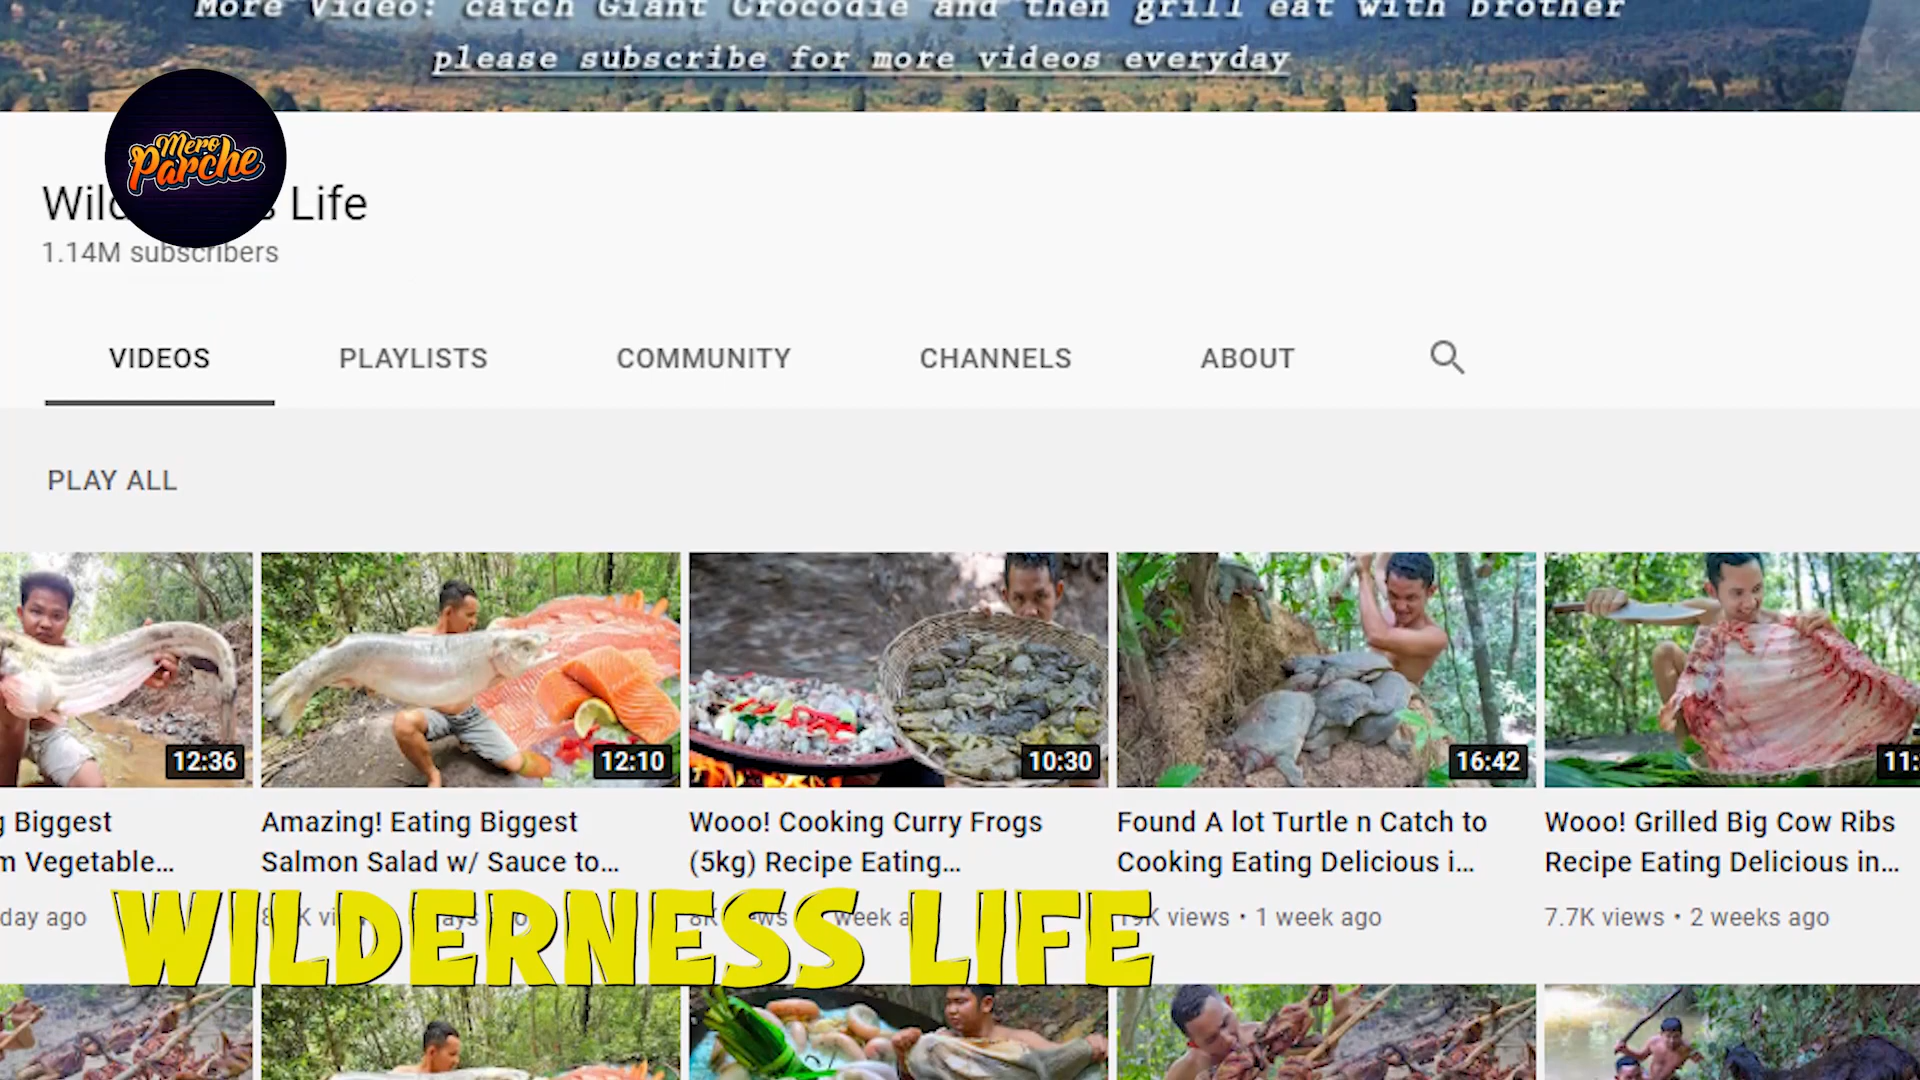 More Video: catch Giant Crocodie and then grill eat with brother
please subscribe for more videos everyday
Mero
Parche
Life
1.14M subscribers
VIDEOS PLAYLISTS COMMUNITY CHANNELS ABOUT
PLAY ALL
12:36 12:10 10:30 16:42 11:
Biggest Amazing! Eating Biggest Wooo! Cooking Curry Frogs Found A lot Turtle n Catch to Wooo! Grilled Big Cow Ribs
m Vegetable... Salmon Salad w/ Sauce to... (5kg) Recipe Eating... Cooking Eating Delicious i... Recipe Eating Delicious in...
day ago 19K views • 1 week ago 7.7K views • 2 weeks ago
WILDERNESS LIFE